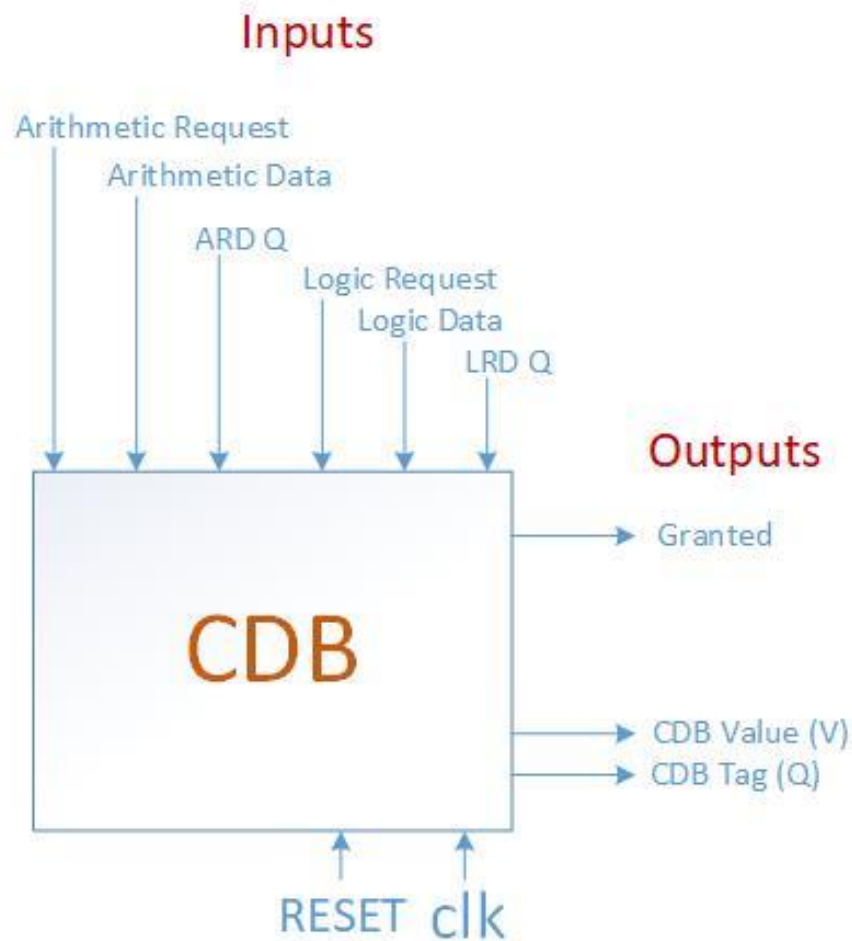 Inputs
Arithmetic Request
Arithmetic Data
ARD Q
Logic Request
Logic Data
LRD Q
Outputs
Granted
CDB
CDB Value (V)
CDB Tag (Q)
RESET clk